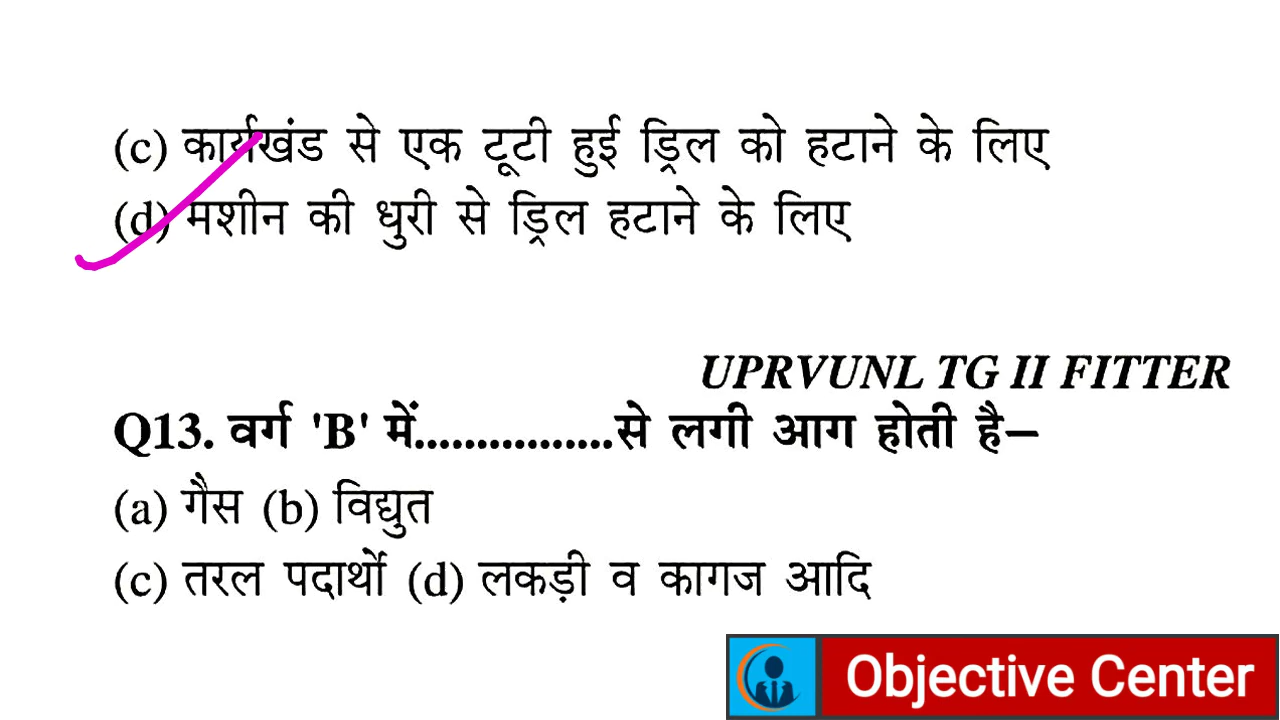 (c) कार्यखंड से एक टूटी हुई ड्रिल को हटाने के लिए
(d) मशीन की धुरी से ड्रिल हटाने के लिए
UPRVUNL TG II FITTER
Q13. वर्ग 'B' में................से लगी आग होती है–
(a) गैस (b) विद्युत
(c) तरल पदार्थो (d) लकड़ी व कागज आदि
Objective Center